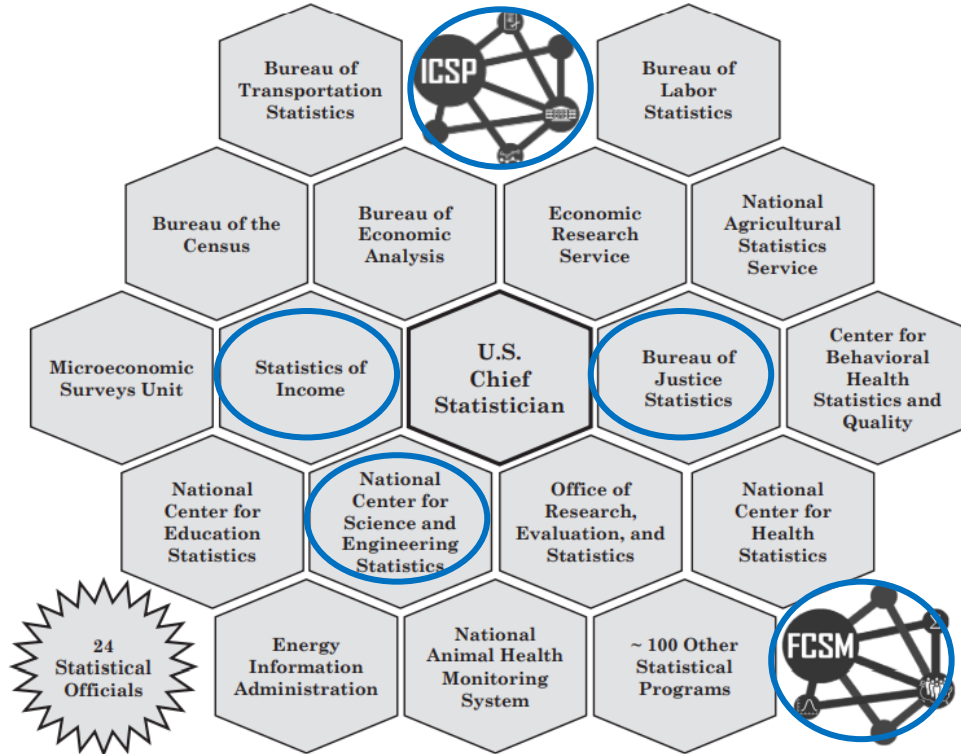 Bureau of
Transportation
Statistics
ICSP
Bureau of
Labor
Statistics
Bureau of the
Census
Bureau of
Economic
Analysis
Economic
Research
Service
National
Agricultural
Statistics
Service
Microeconomic
Surveys Unit
Statistics of
Income
U.S.
Chief
Statistician
Bureau of
Justice
Statistics
Center for
Behavioral
Health
Statistics and
Quality
National
Center for
Education
Statistics
National
Center for
Science and
Engineering
Statistics
Office of
Research,
Evaluation, and
Statistics
National
Center for
Health
Statistics
24
Statistical
Officials
Energy
Information
Administration
National
Animal Health
Monitoring
System
~ 100 Other
Statistical
Programs
FCSM
Σ